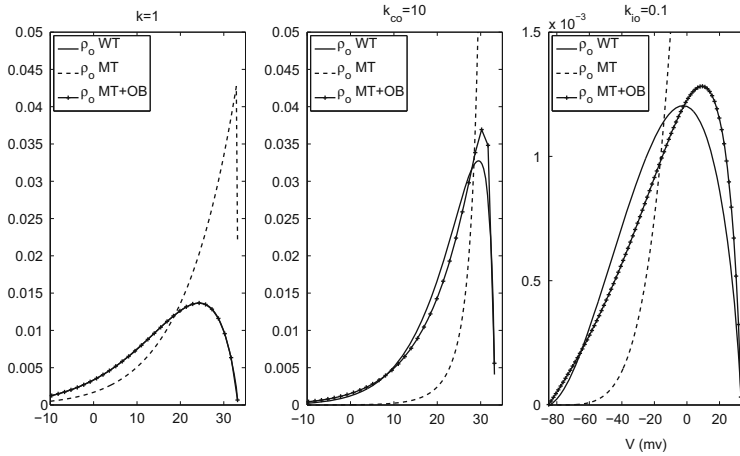 k=1
0.05
0.045
0.04
0.035
0.03
0.025
0.02
0.015
0.01
0.005
0
−10 0 10 20 30
ρo WT
ρo MT
ρo MT+OB
kco=10
0.05
0.045
0.04
0.035
0.03
0.025
0.02
0.015
0.01
0.005
0
−10 0 10 20 30
ρo WT
ρo MT
ρo MT+OB
kio=0.1
x 10−3
1.5
1
0.5
0
−80 −60 −40 −20 0 20
V (mv)
ρo WT
ρo MT
ρo MT+OB